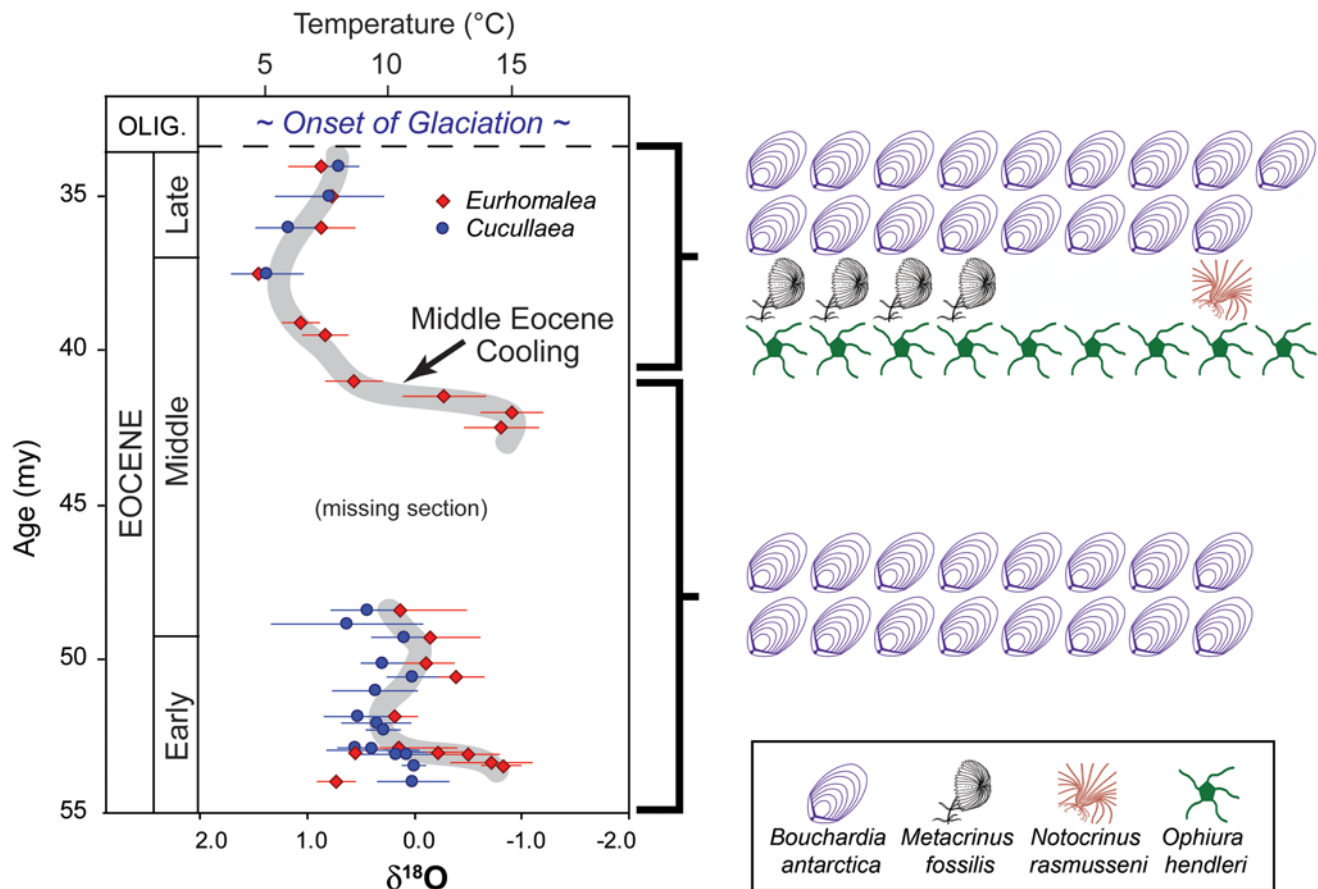 Temperature (°C)
5 10 15
OLIG.
~ Onset of Glaciation ~
Eurhomalea
Cucullaea
Late
35
Middle Eocene
Cooling
40
EOCENE
Middle
Age (my)
45
(missing section)
50
Early
55
2.0 1.0 0.0 -1.0 -2.0
δ18O
Bouchardia
antarctica
Metacrinus
fossilis
Notocrinus
rasmusseni
Ophiura
hendleri